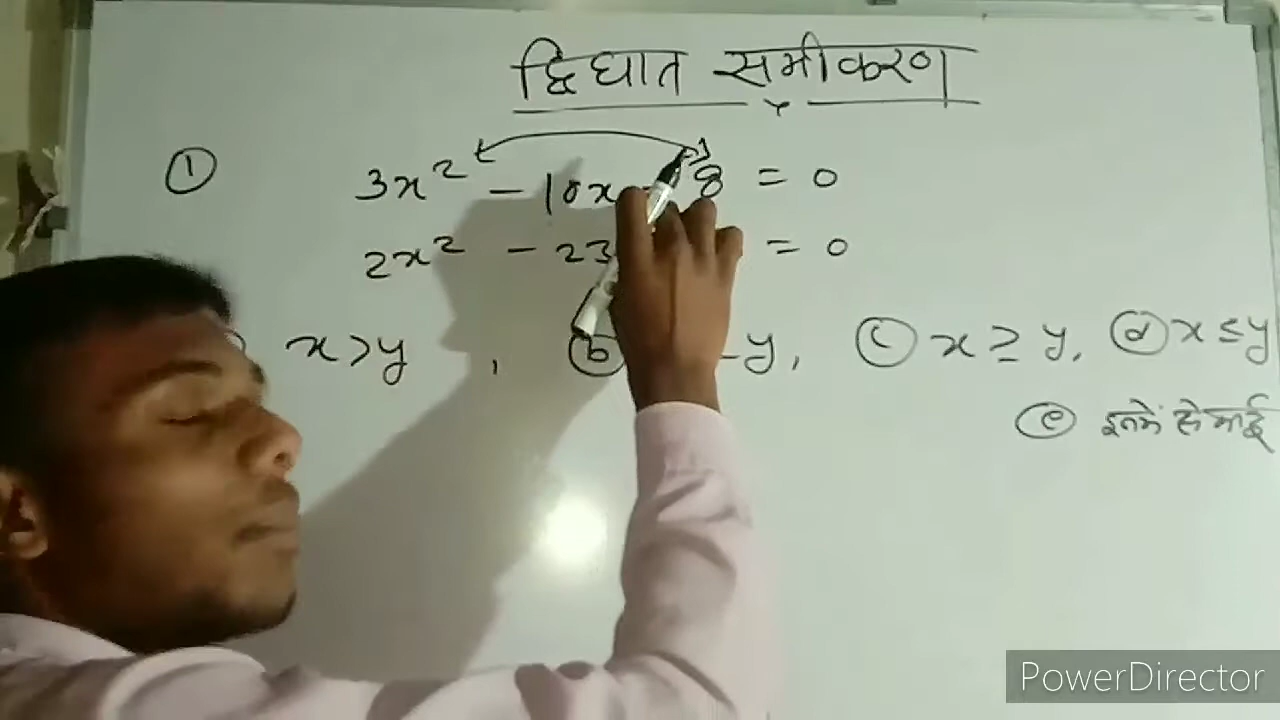 द्विघात समीकरण
① 3x² - 10x 8 = 0
2x² - 23 = 0
x > y , ⓑ y , ⓒ x ≥ y , ⓓ x ≤ y
ⓔ इनमें से
PowerDirector